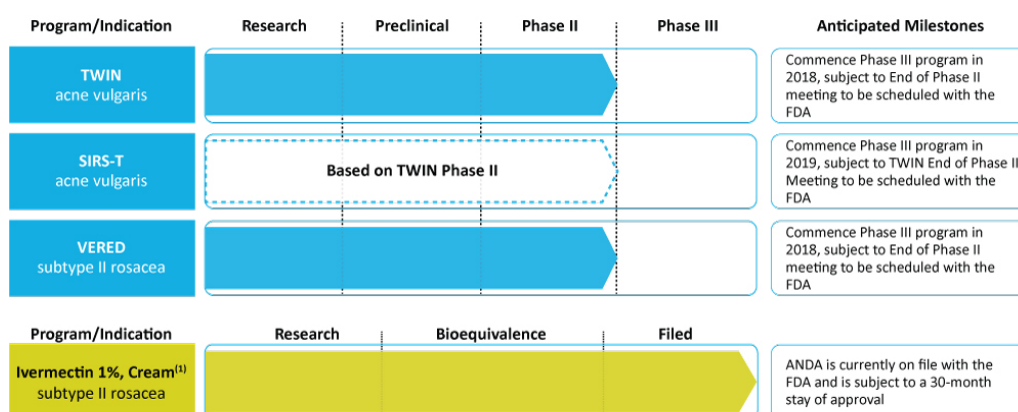 Program/Indication Research Preclinical Phase II Phase III Anticipated Milestones
TWIN
acne vulgaris
Commence Phase III program in
2018, subject to End of Phase II
meeting to be scheduled with the
FDA
SIRS-T
acne vulgaris
Based on TWIN Phase II
Commence Phase III program in
2019, subject to TWIN End of Phase II
Meeting to be scheduled with the
FDA
VERED
subtype II rosacea
Commence Phase III program in
2018, subject to End of Phase II
meeting to be scheduled with the
FDA
Program/Indication Research Bioequivalence Filed
Ivermectin 1%, Cream(1)
subtype II rosacea
ANDA is currently on file with the
FDA and is subject to a 30-month
stay of approval